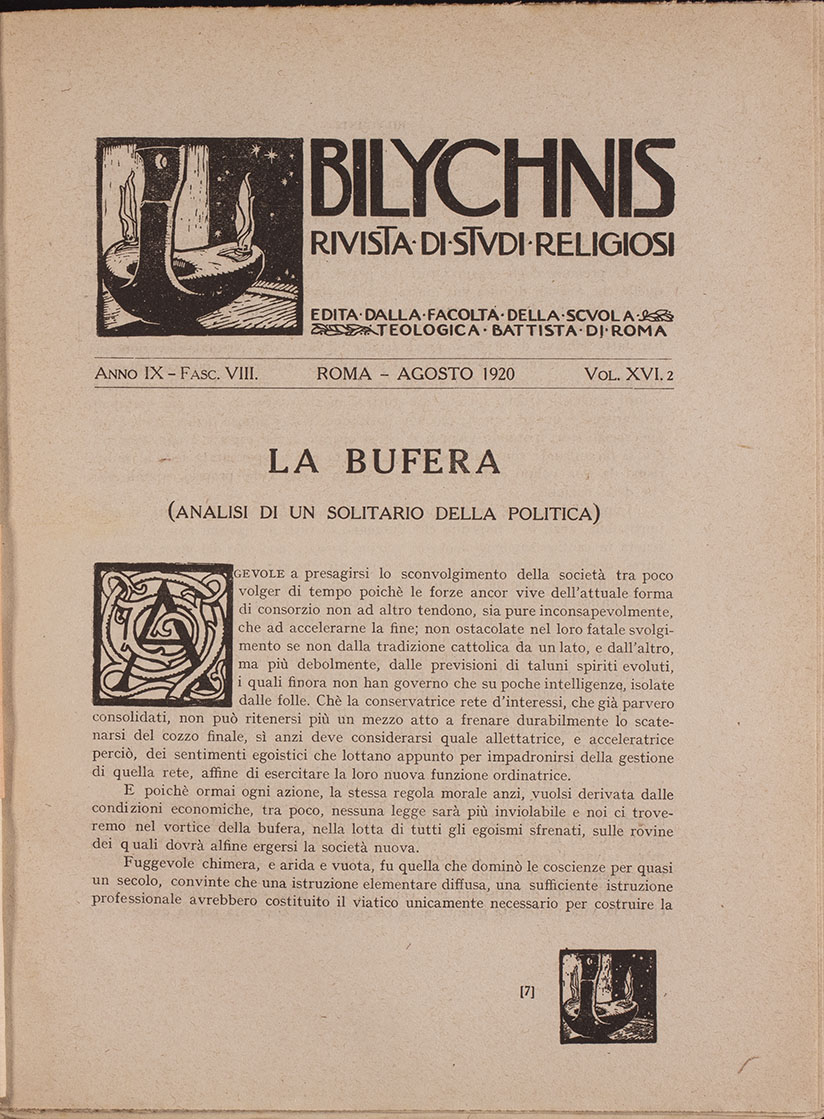 BILYCHNIS
RIVISTA·DI·STVDI·RELIGIOSI
EDITA·DALLA·FACOLTÀ·DELLA·SCVOLA
TEOLOGICA·BATTISTA·DI·ROMA
ANNO IX – FASC. VIII. ROMA – AGOSTO 1920 VOL. XVI. 2
LA BUFERA
(ANALISI DI UN SOLITARIO DELLA POLITICA)
AGEVOLE a presagirsi lo sconvolgimento della società tra poco
volger di tempo poichè le forze ancor vive dell'attuale forma
di consorzio non ad altro tendono, sia pure inconsapevolmente,
che ad accelerarne la fine; non ostacolate nel loro fatale svolgi-
mento se non dalla tradizione cattolica da un lato, e dall'altro,
ma più debolmente, dalle previsioni di taluni spiriti evoluti,
i quali finora non han governo che su poche intelligenze, isolate
dalle folle. Chè la conservatrice rete d'interessi, che già parvero
consolidati, non può ritenersi più un mezzo atto a frenare durabilmente lo scate-
narsi del cozzo finale, sì anzi deve considerarsi quale allettatrice, e acceleratrice
perciò, dei sentimenti egoistici che lottano appunto per impadronirsi della gestione
di quella rete, affine di esercitare la loro nuova funzione ordinatrice.
E poichè ormai ogni azione, la stessa regola morale anzi, vuolsi derivata dalle
condizioni economiche, tra poco, nessuna legge sarà più inviolabile e noi ci trove-
remo nel vortice della bufera, nella lotta di tutti gli egoismi sfrenati, sulle rovine
dei quali dovrà alfine ergersi la società nuova.
Fuggevole chimera, e arida e vuota, fu quella che dominò le coscienze per quasi
un secolo, convinte che una istruzione elementare diffusa, una sufficiente istruzione
professionale avrebbero costituito il viatico unicamente necessario per costruire la
[7]